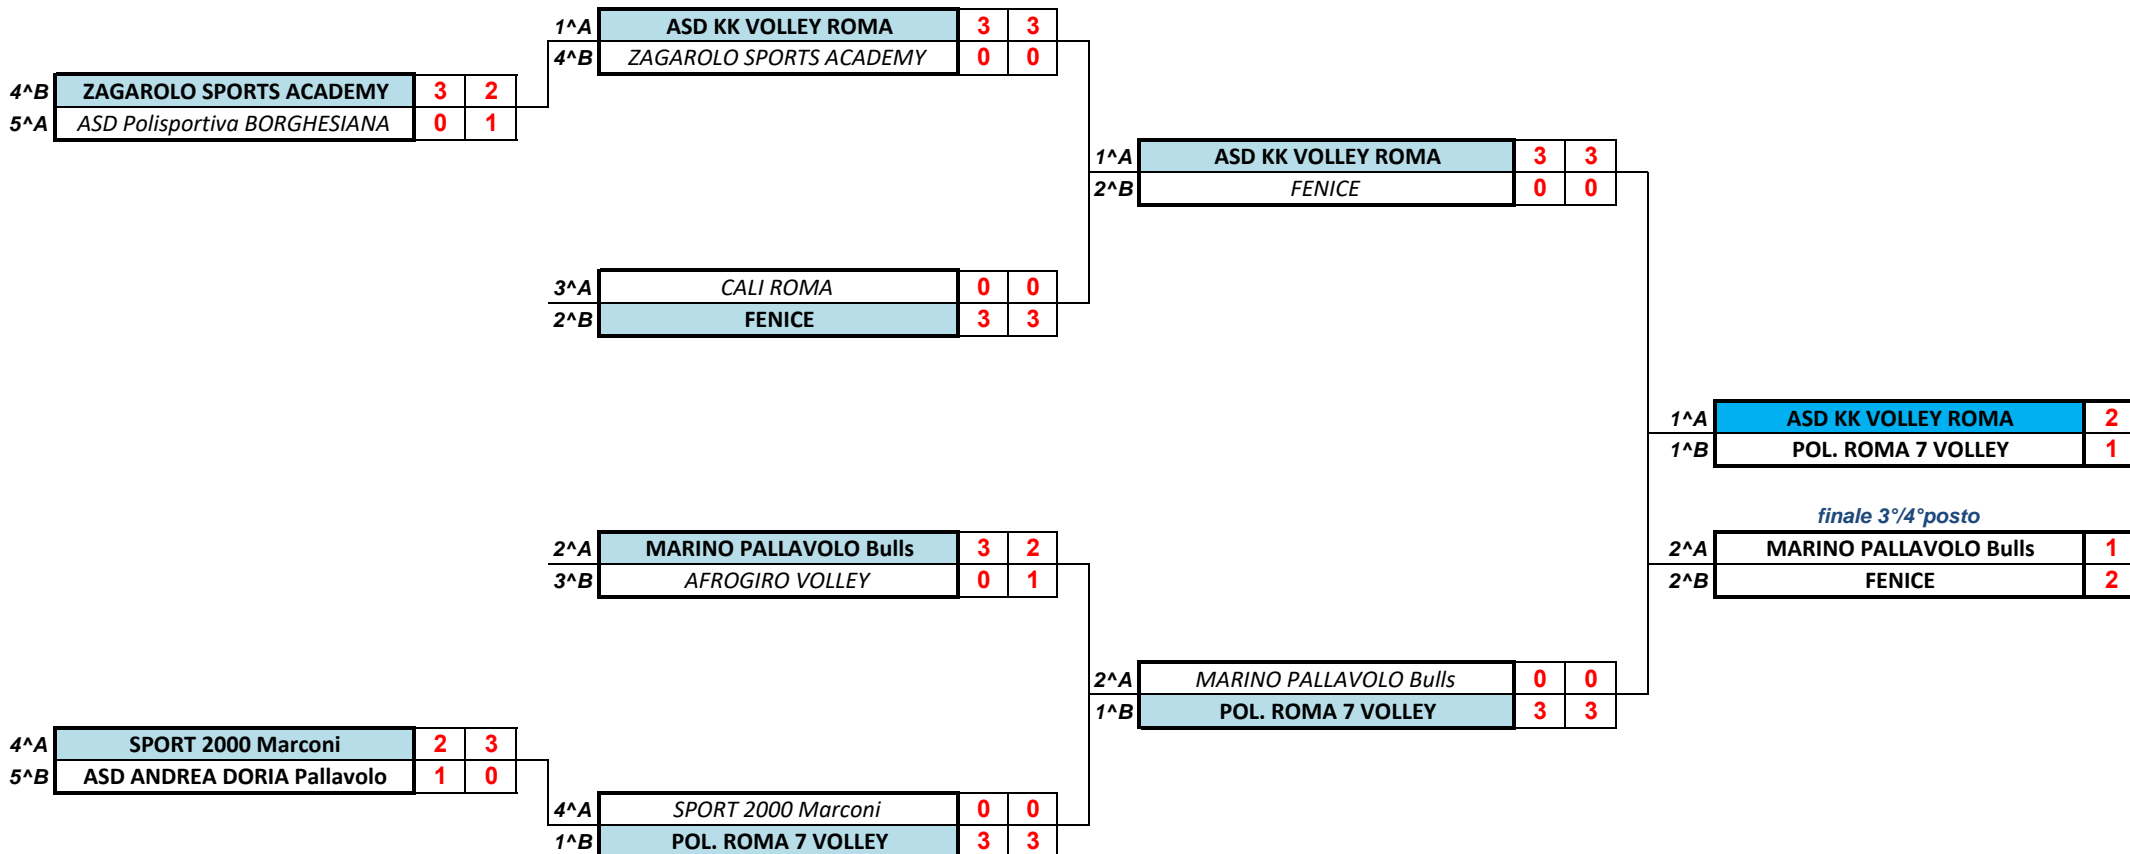 1^A ASD KK VOLLEY ROMA 3 3
4^B ZAGAROLO SPORTS ACADEMY 0 0
4^B ZAGAROLO SPORTS ACADEMY 3 2
5^A ASD Polisportiva BORGHESIANA 0 1
1^A ASD KK VOLLEY ROMA 3 3
2^B FENICE 0 0
3^A CALI ROMA 0 0
2^B FENICE 3 3
1^A ASD KK VOLLEY ROMA 2
1^B POL. ROMA 7 VOLLEY 1
finale 3°/4°posto
2^A MARINO PALLAVOLO Bulls 3 2
3^B AFROGIRO VOLLEY 0 1
2^A MARINO PALLAVOLO Bulls 1
2^B FENICE 2
2^A MARINO PALLAVOLO Bulls 0 0
1^B POL. ROMA 7 VOLLEY 3 3
4^A SPORT 2000 Marconi 2 3
5^B ASD ANDREA DORIA Pallavolo 1 0
4^A SPORT 2000 Marconi 0 0
1^B POL. ROMA 7 VOLLEY 3 3